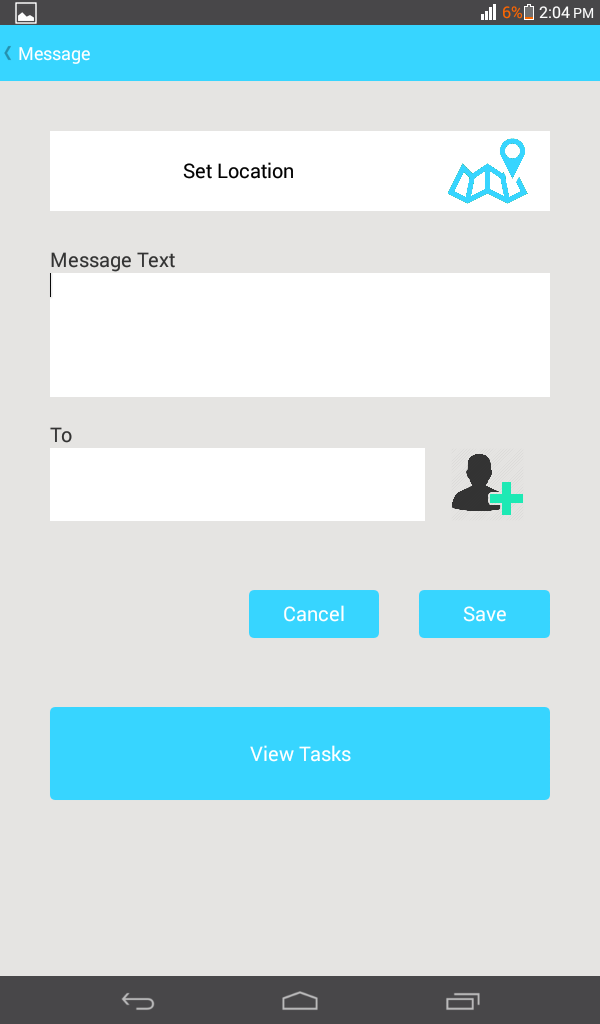 6% 2:04 PM
Message
Set Location
Message Text
To
Cancel Save
View Tasks